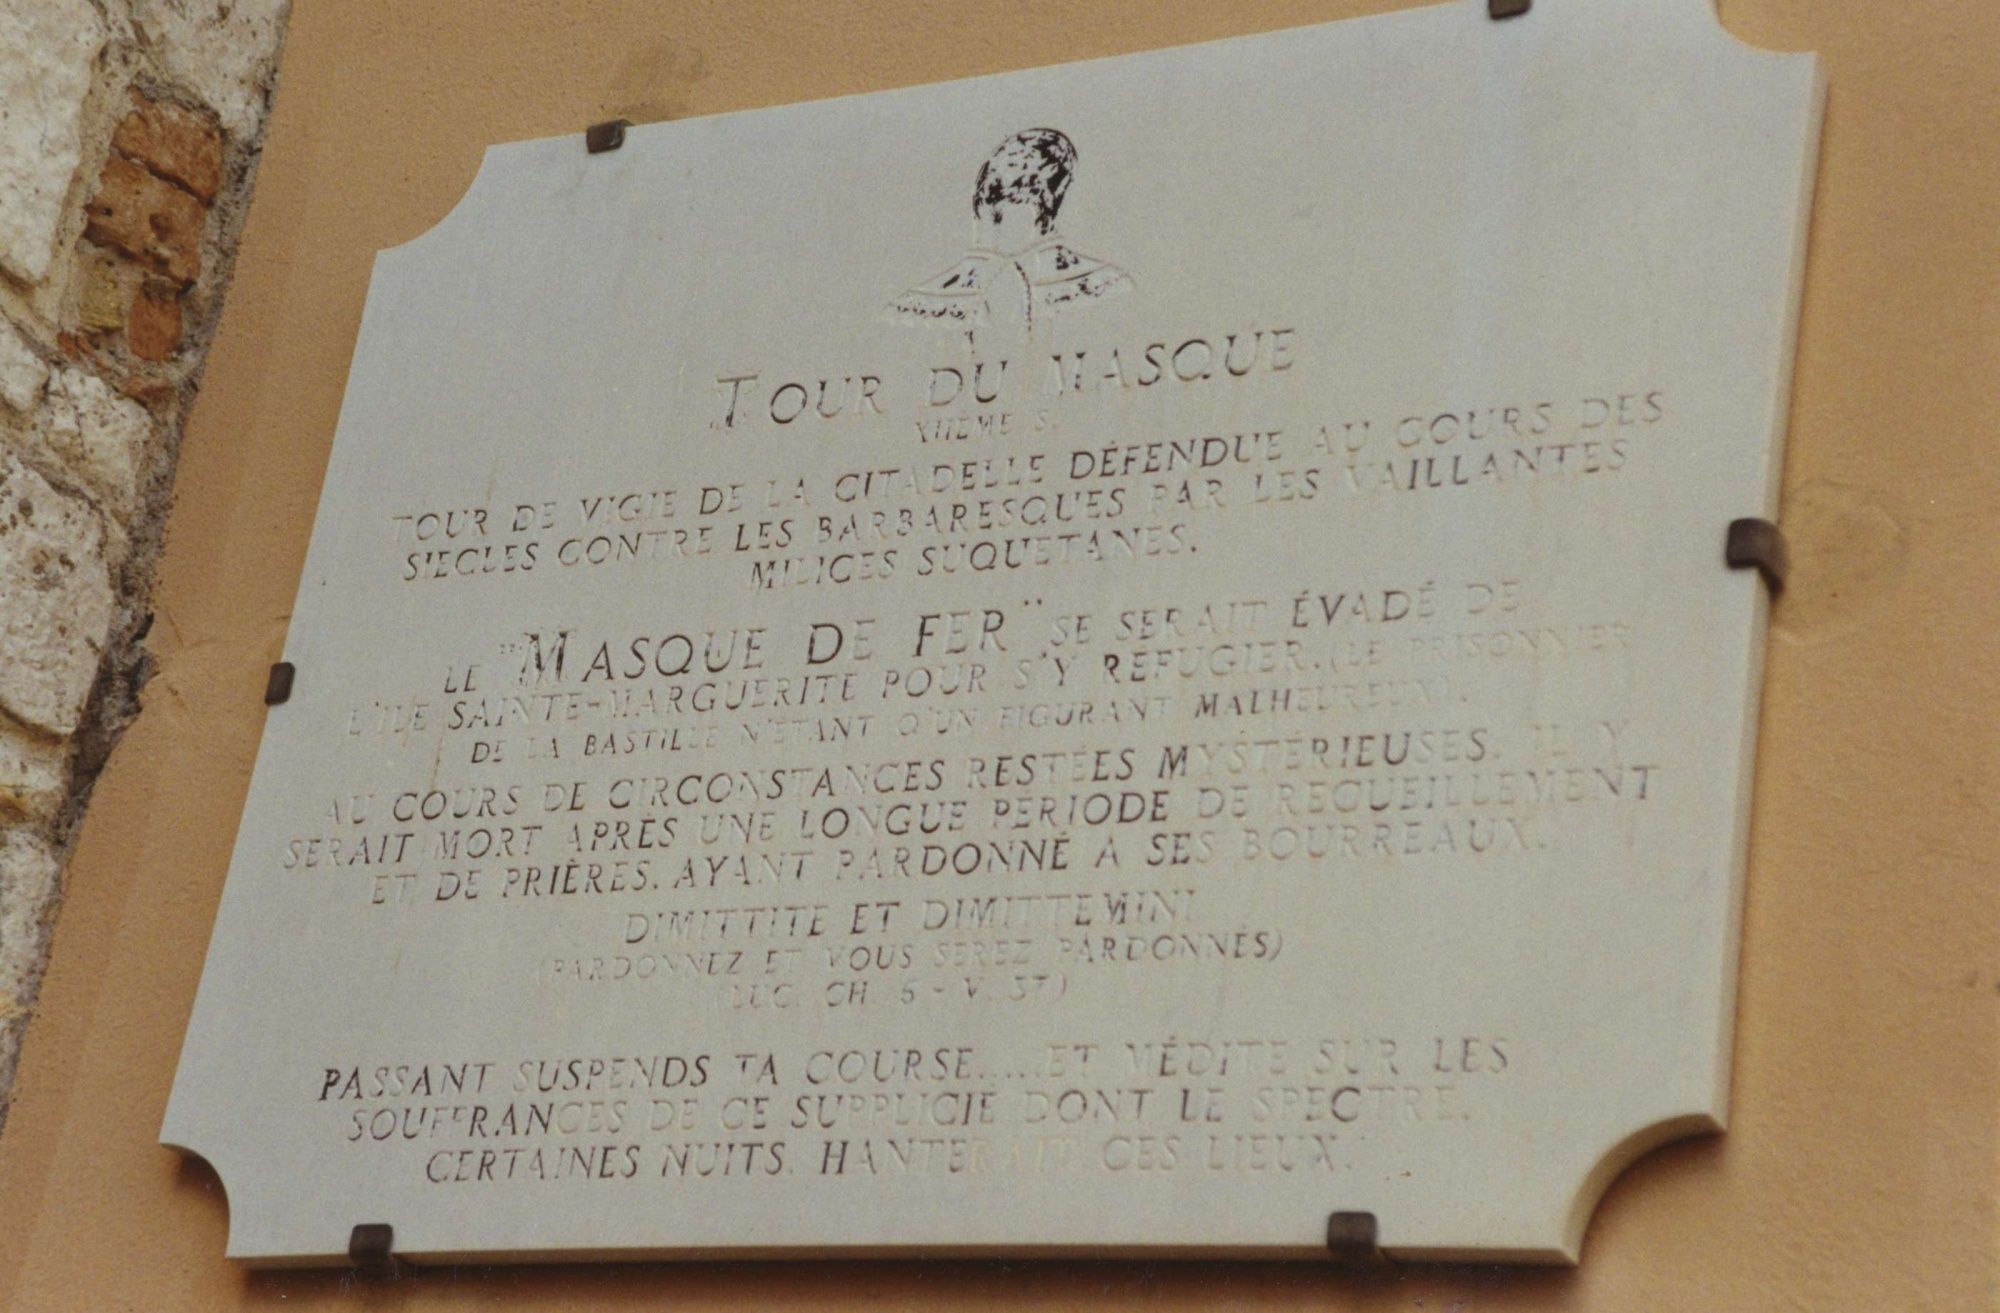 TOUR DU MASQUE
XIIÈME S.
TOUR DE VIGIE DE LA CITADELLE DÉFENDUE AU COURS DES
SIECLES CONTRE LES BARBARESQUES PAR LES VAILLANTES
MILICES SUQUETANES.
LE "MASQUE DE FER" SE SERAIT ÉVADÉ DE
L'ILE SAINTE-MARGUERITE POUR S'Y RÉFUGIER. (LE PRISONNIER
DE LA BASTILLE N'ÉTANT QU'UN FIGURANT MALHEUREUX).
AU COURS DE CIRCONSTANCES RESTÉES MYSTÉRIEUSES. IL Y
SERAIT MORT APRÈS UNE LONGUE PERIODE DE RECUEILLEMENT
ET DE PRIÈRES. AYANT PARDONNÉ A SES BOURREAUX.
DIMITTITE ET DIMITTEMINI
(PARDONNEZ ET VOUS SEREZ PARDONNÉS)
(LUC. CH. 6 - V. 37)
PASSANT SUSPENDS TA COURSE.....ET MÉDITE SUR LES
SOUFFRANCES DE CE SUPPLICIÉ DONT LE SPECTRE.
CERTAINES NUITS. HANTERAIT CES LIEUX.